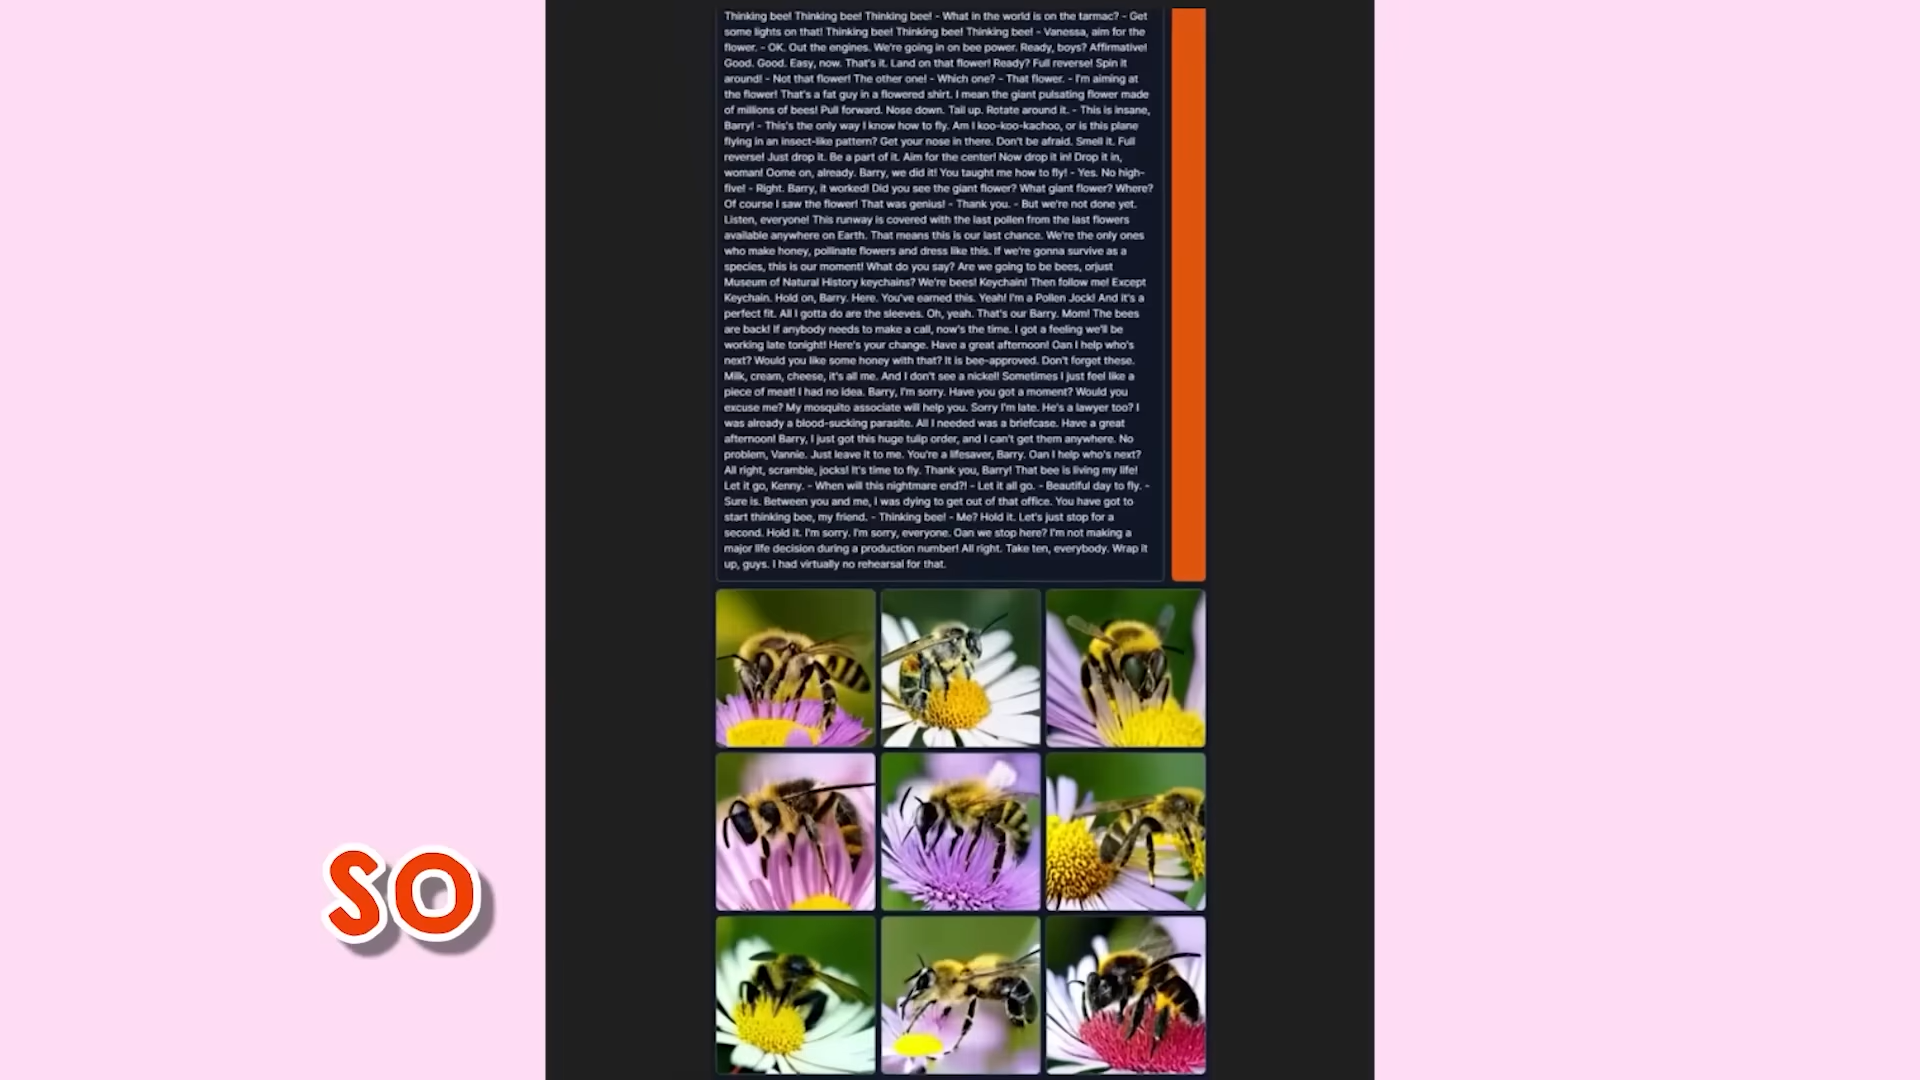 Thinking bee! Thinking bee! Thinking bee! - What in the world is on the tarmac? - Get
some lights on that! Thinking bee! Thinking bee! Thinking bee! - Vanessa, aim for the
flower. - OK. Out the engines. We're going in on bee power. Ready, boys? Affirmative!
Good. Good. Easy, now. That's it. Land on that flower! Ready? Full reverse! Spin it
around! - Not that flower! The other one! - Which one? - That flower. - I'm aiming at
the flower! That's a fat guy in a flowered shirt. I mean the giant pulsating flower made
of millions of bees! Pull forward. Nose down. Tail up. Rotate around it. - This is insane,
Barry! - This's the only way I know how to fly. Am I koo-koo-kachoo, or is this plane
flying in an insect-like pattern? Get your nose in there. Don't be afraid. Smell it. Full
reverse! Just drop it. Be a part of it. Aim for the center! Now drop it in! Drop it in,
woman! Oome on, already. Barry, we did it! You taught me how to fly! - Yes. No high-
five! - Right. Barry, it worked! Did you see the giant flower? What giant flower? Where?
Of course I saw the flower! That was genius! - Thank you. - But we're not done yet.
Listen, everyone! This runway is covered with the last pollen from the last flowers
available anywhere on Earth. That means this is our last chance. We're the only ones
who make honey, pollinate flowers and dress like this. If we're gonna survive as a
species, this is our moment! What do you say? Are we going to be bees, orjust
Museum of Natural History keychains? We're bees! Keychain! Then follow me! Except
Keychain. Hold on, Barry. Here. You've earned this. Yeah! I'm a Pollen Jock! And it's a
perfect fit. All I gotta do are the sleeves. Oh, yeah. That's our Barry. Mom! The bees
are back! If anybody needs to make a call, now's the time. I got a feeling we'll be
working late tonight! Here's your change. Have a great afternoon! Oan I help who's
next? Would you like some honey with that? It is bee-approved. Don't forget these.
Milk, cream, cheese, it's all me. And I don't see a nickel! Sometimes I just feel like a
piece of meat! I had no idea. Barry, I'm sorry. Have you got a moment? Would you
excuse me? My mosquito associate will help you. Sorry I'm late. He's a lawyer too? I
was already a blood-sucking parasite. All I needed was a briefcase. Have a great
afternoon! Barry, I just got this huge tulip order, and I can't get them anywhere. No
problem, Vannie. Just leave it to me. You're a lifesaver, Barry. Oan I help who's next?
All right, scramble, jocks! It's time to fly. Thank you, Barry! That bee is living my life!
Let it go, Kenny. - When will this nightmare end?! - Let it all go. - Beautiful day to fly. -
Sure is. Between you and me, I was dying to get out of that office. You have got to
start thinking bee, my friend. - Thinking bee! - Me? Hold it. Let's just stop for a
second. Hold it. I'm sorry. I'm sorry, everyone. Oan we stop here? I'm not making a
major life decision during a production number! All right. Take ten, everybody. Wrap it
up, guys. I had virtually no rehearsal for that.
SO